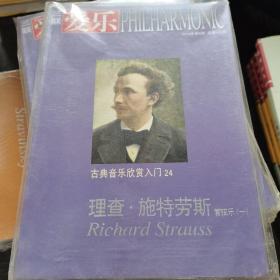 爱乐 PHILHARMONIC
古典音乐欣赏入门 24
理查·施特劳斯 管弦乐(一)
Richard Strauss
Strauss